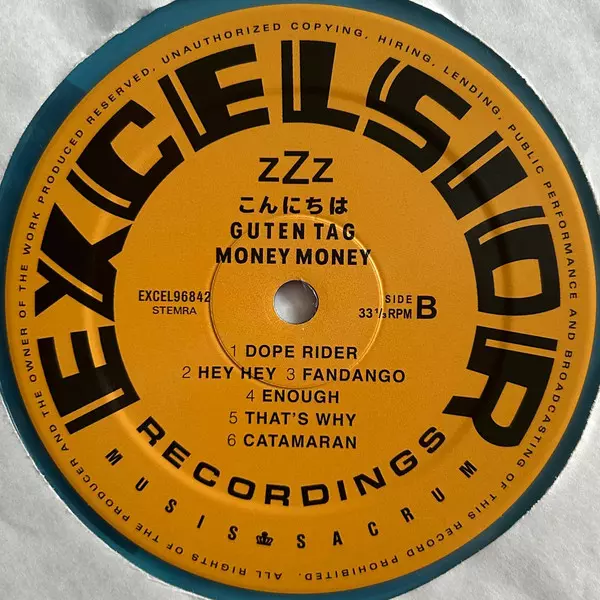 ALL RIGHTS OF THE PRODUCER AND THE OWNER OF THE WORK PRODUCED RESERVED. UNAUTHORIZED COPYING, HIRING, LENDING, PUBLIC PERFORMANCE AND BROADCASTING OF THIS RECORD PROHIBITED.
EXCELSIOR
zZz
こんにちは
GUTEN TAG
MONEY MONEY
EXCEL96842
STEMRA
SIDE B
33⅓ RPM
1 DOPE RIDER
2 HEY HEY 3 FANDANGO
4 ENOUGH
5 THAT'S WHY
6 CATAMARAN
RECORDINGS
MUSIS SACRUM